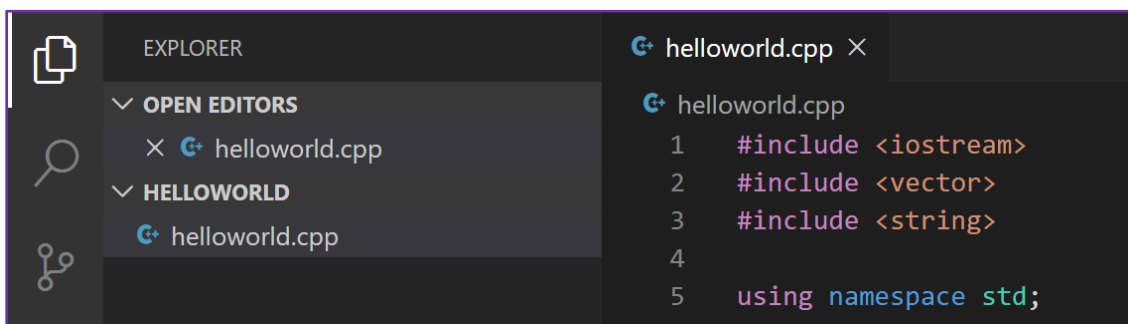 EXPLORER
OPEN EDITORS
helloworld.cpp
HELLOWORLD
helloworld.cpp
helloworld.cpp
helloworld.cpp
1 #include <iostream>
2 #include <vector>
3 #include <string>
4
5 using namespace std;